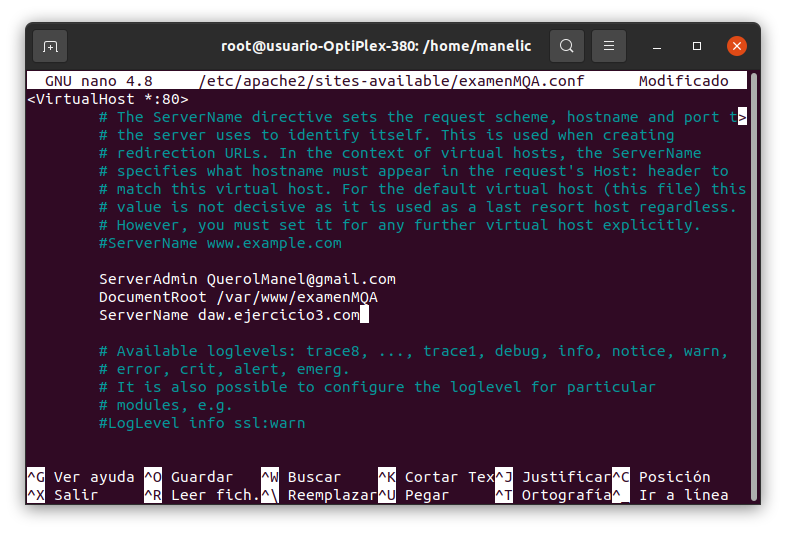 root@usuario-OptiPlex-380: /home/manelic
GNU nano 4.8 /etc/apache2/sites-available/examenMQA.conf Modificado
<VirtualHost *:80>
# The ServerName directive sets the request scheme, hostname and port t>
# the server uses to identify itself. This is used when creating
# redirection URLs. In the context of virtual hosts, the ServerName
# specifies what hostname must appear in the request's Host: header to
# match this virtual host. For the default virtual host (this file) this
# value is not decisive as it is used as a last resort host regardless.
# However, you must set it for any further virtual host explicitly.
#ServerName www.example.com
ServerAdmin QuerolManel@gmail.com
DocumentRoot /var/www/examenMQA
ServerName daw.ejercicio3.com
# Available loglevels: trace8, ..., trace1, debug, info, notice, warn,
# error, crit, alert, emerg.
# It is also possible to configure the loglevel for particular
# modules, e.g.
#LogLevel info ssl:warn
^G Ver ayuda ^O Guardar ^W Buscar ^K Cortar Tex^J Justificar^C Posición
^X Salir ^R Leer fich.^\ Reemplazar^U Pegar ^T Ortografía^_ Ir a línea